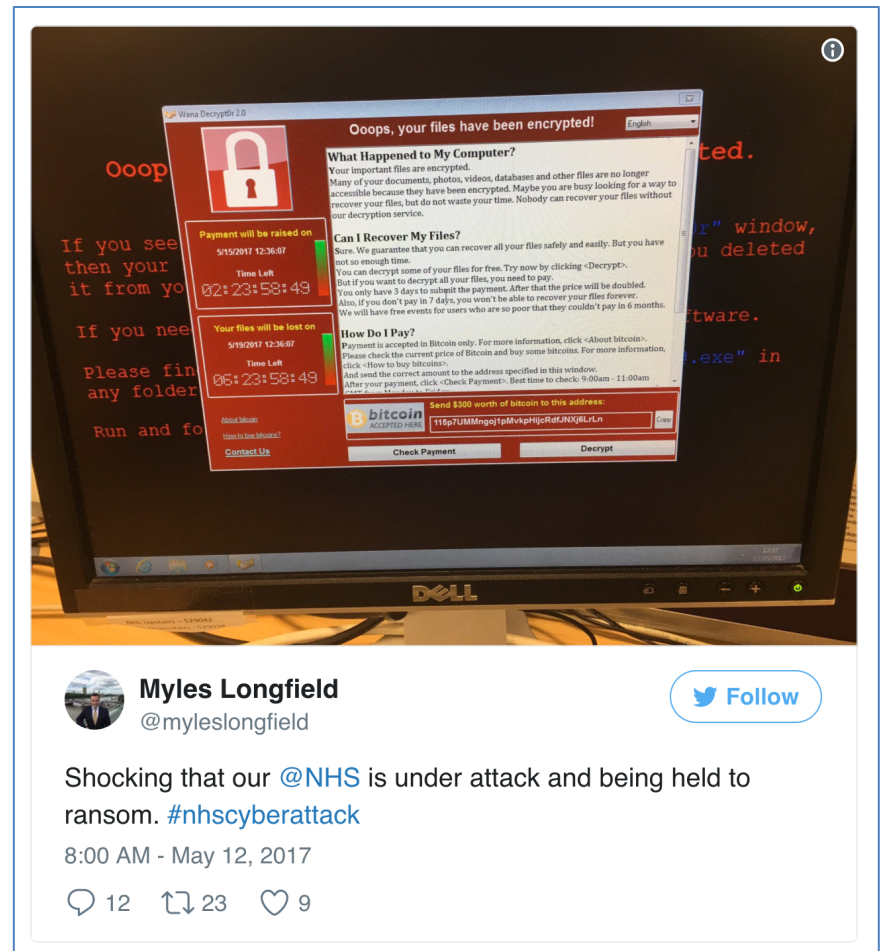 Wana Decrypt0r 2.0
Ooops, your files have been encrypted!
English
What Happened to My Computer?
Your important files are encrypted.
Many of your documents, photos, videos, databases and other files are no longer
accessible because they have been encrypted. Maybe you are busy looking for a way to
recover your files, but do not waste your time. Nobody can recover your files without
our decryption service.
Can I Recover My Files?
Sure. We guarantee that you can recover all your files safely and easily. But you have
not so enough time.
You can decrypt some of your files for free. Try now by clicking <Decrypt>.
But if you want to decrypt all your files, you need to pay.
You only have 3 days to submit the payment. After that the price will be doubled.
Also, if you don't pay in 7 days, you won't be able to recover your files forever.
We will have free events for users who are so poor that they couldn't pay in 6 months.
How Do I Pay?
Payment is accepted in Bitcoin only. For more information, click <About bitcoin>.
Please check the current price of Bitcoin and buy some bitcoins. For more information,
click <How to buy bitcoins>.
And send the correct amount to the address specified in this window.
After your payment, click <Check Payment>. Best time to check: 9:00am - 11:00am
Payment will be raised on
5/15/2017 12:36:07
Time Left
02:23:58:49
Your files will be lost on
5/19/2017 12:36:07
Time Left
06:23:58:49
About bitcoin
How to buy bitcoins?
Contact Us
bitcoin
ACCEPTED HERE
Send $300 worth of bitcoin to this address:
Copy
Check Payment
Decrypt
Ooop
ted.
If you see
window,
then your
deleted
it from yo
If you nee
tware.
Please fin
.exe" in
any folder
Run and fo
DELL
Myles Longfield
@myleslongfield
Follow
Shocking that our @NHS is under attack and being held to
ransom. #nhscyberattack
8:00 AM - May 12, 2017
12 23 9